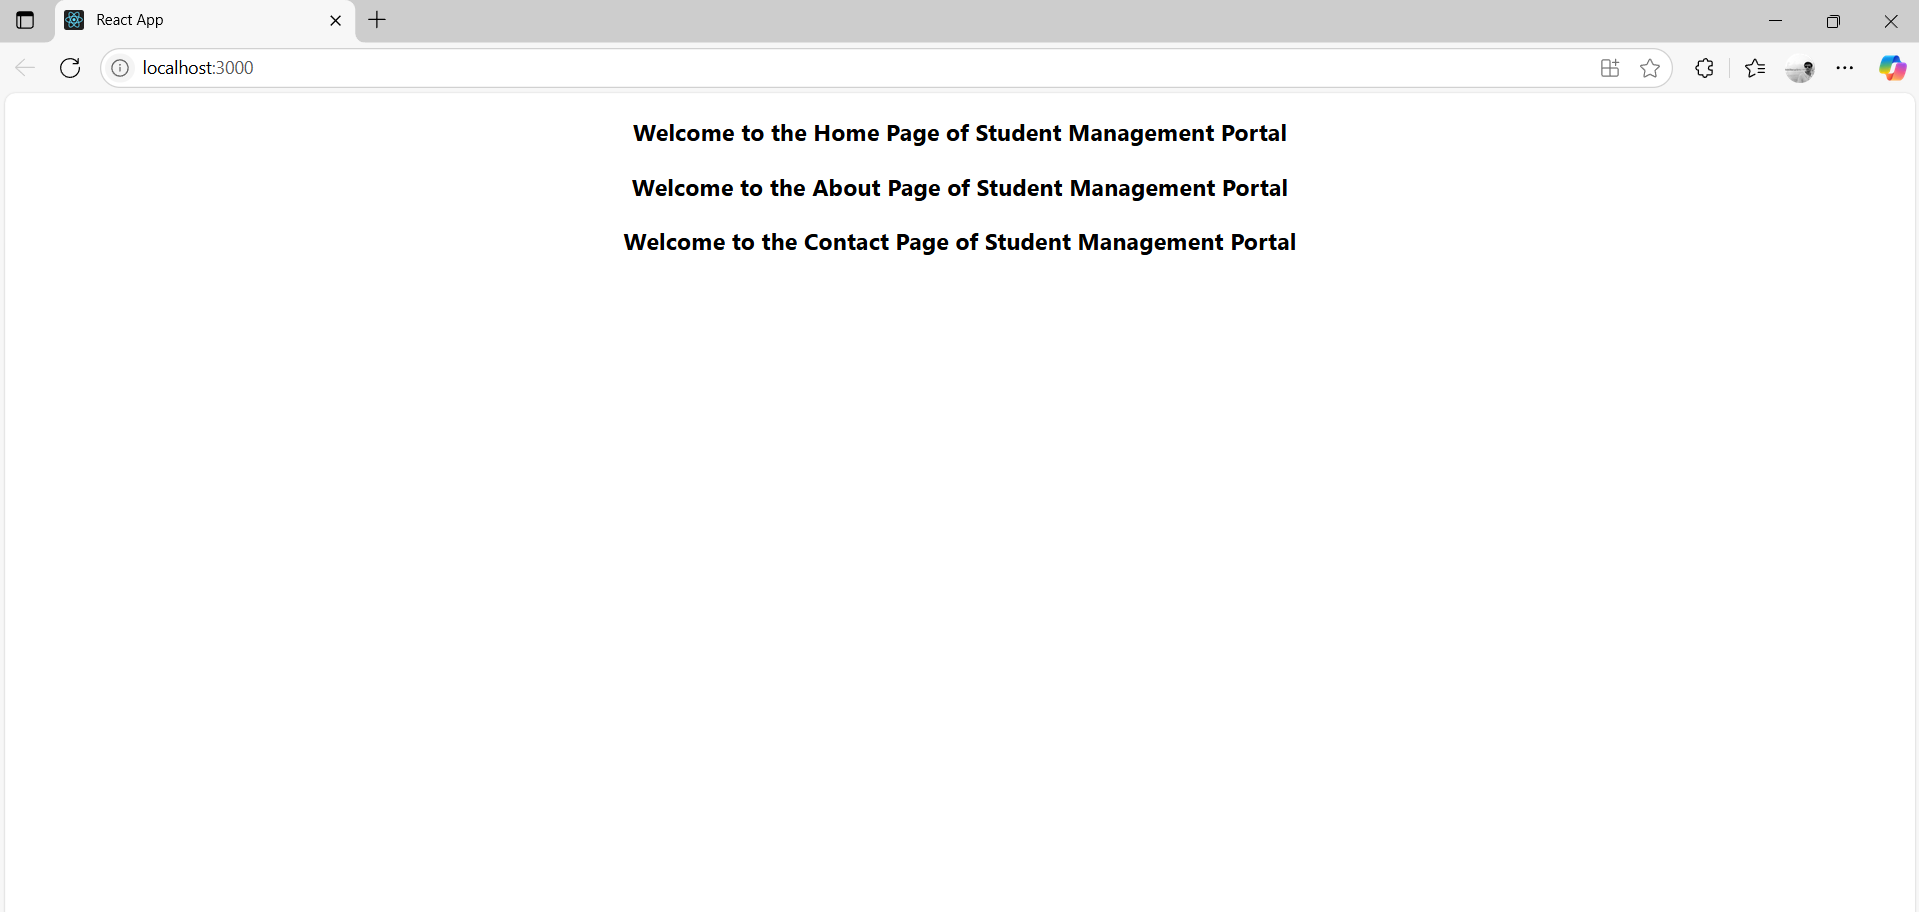 React App
localhost:3000
Welcome to the Home Page of Student Management Portal
Welcome to the About Page of Student Management Portal
Welcome to the Contact Page of Student Management Portal